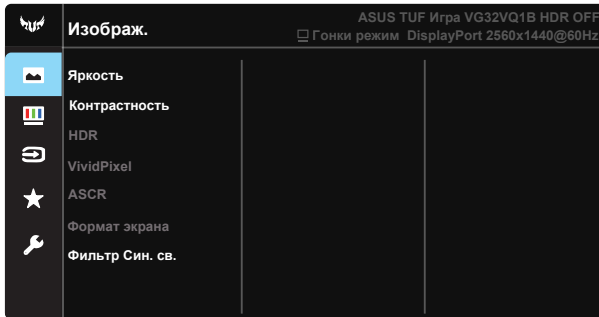 Изображ.
ASUS TUF Игра VG32VQ1B HDR OFF
Гонки режим DisplayPort 2560x1440@60Hz
Яркость
Контрастность
HDR
VividPixel
ASCR
Формат экрана
Фильтр Син. св.